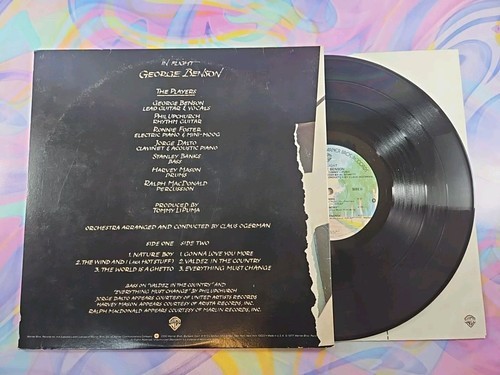 IN FLIGHT
GEORGE BENSON
THE PLAYERS
GEORGE BENSON
LEAD GUITAR & VOCALS
PHIL UPCHURCH
RHYTHM GUITAR
RONNIE FOSTER
ELECTRIC PIANO & MINI-MOOG
JORGE DALTO
CLAVINET & ACOUSTIC PIANO
STANLEY BANKS
BASS
HARVEY MASON
DRUMS
RALPH MACDONALD
PERCUSSION
PRODUCED BY
TOMMY LIPUMA
ORCHESTRA ARRANGED AND CONDUCTED BY CLAUS OGERMAN
SIDE ONE SIDE TWO
1. NATURE BOY 1. GONNA LOVE YOU MORE
2. THE WIND AND I (AKA HOT STUFF) 2. VALDEZ IN THE COUNTRY
3. THE WORLD IS A GHETTO 3. EVERYTHING MUST CHANGE
BASS ON "VALDEZ IN THE COUNTRY" AND
"EVERYTHING MUST CHANGE" BY PHIL UPCHURCH
JORGE DALTO APPEARS COURTESY OF UNITED ARTISTS RECORDS
HARVEY MASON APPEARS COURTESY OF ARISTA RECORDS
RALPH MACDONALD APPEARS COURTESY OF MARLIN RECORDS, INC.